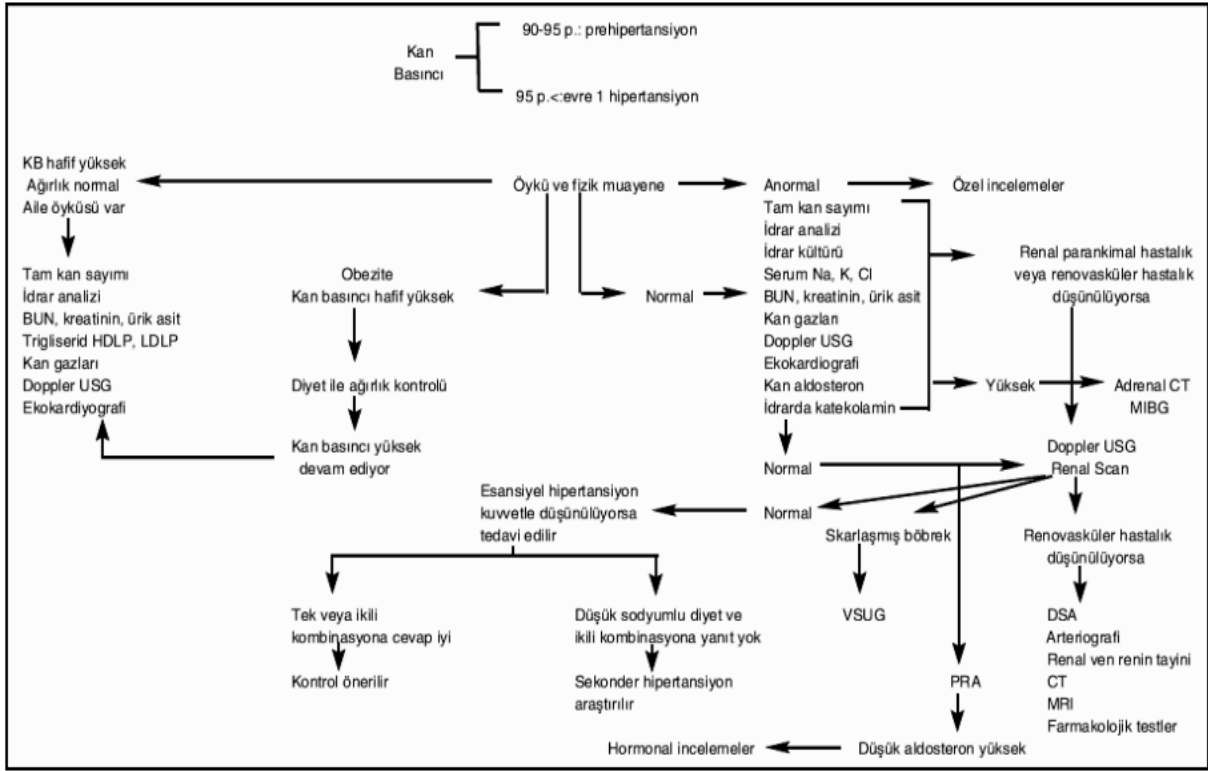 90-95 p.: prehipertansiyon
Kan
Basıncı
95 p.<:evre 1 hipertansiyon
KB hafif yüksek
Ağırlık normal
Aile öyküsü var
Öykü ve fizik muayene
Anormal
Özel incelemeler
Tam kan sayımı
İdrar analizi
İdrar kültürü
Serum Na, K, Cl
BUN, kreatinin, ürik asit
Kan gazları
Doppler USG
Ekokardiografi
Kan aldosteron
İdrarda katekolamin
Renal parankimal hastalık
veya renovasküler hastalık
düşünülüyorsa
Tam kan sayımı
İdrar analizi
BUN, kreatinin, ürik asit
Trigliserid HDLP, LDLP
Kan gazları
Doppler USG
Ekokardiyografi
Obezite
Kan basıncı hafif yüksek
Normal
Diyet ile ağırlık kontrolü
Yüksek
Adrenal CT
MIBG
Kan basıncı yüksek
devam ediyor
Normal
Doppler USG
Renal Scan
Esansiyel hipertansiyon
kuvvetle düşünülüyorsa
tedavi edilir
Normal
Skarlaşmış böbrek
Renovasküler hastalık
düşünülüyorsa
Tek veya ikili
kombinasyona cevap iyi
Düşük sodyumlu diyet ve
ikili kombinasyona yanıt yok
VSUG
DSA
Arteriografi
Renal ven renin tayini
CT
MRI
Farmakolojik testler
Kontrol önerilir
Sekonder hipertansiyon
araştırılır
PRA
Hormonal incelemeler
Düşük aldosteron yüksek